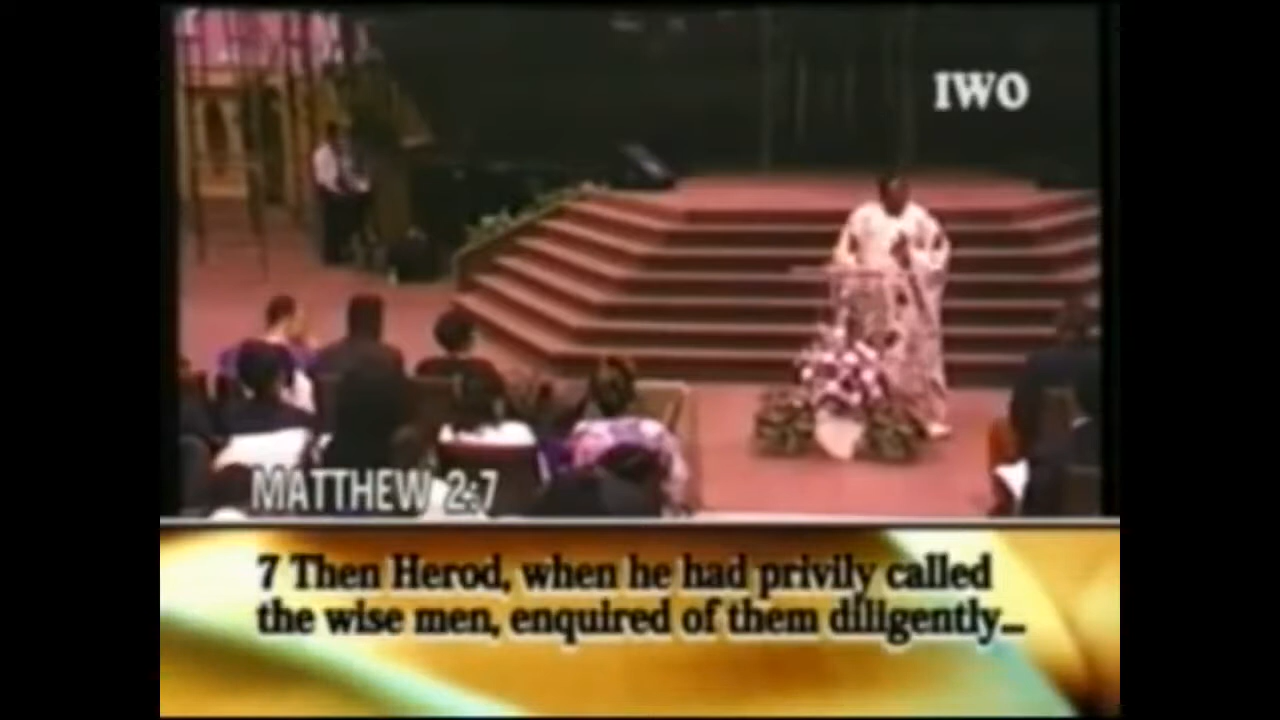 IWO
MATTHEW 2:7
7 Then Herod, when he had privily called
the wise men, enquired of them diligently...